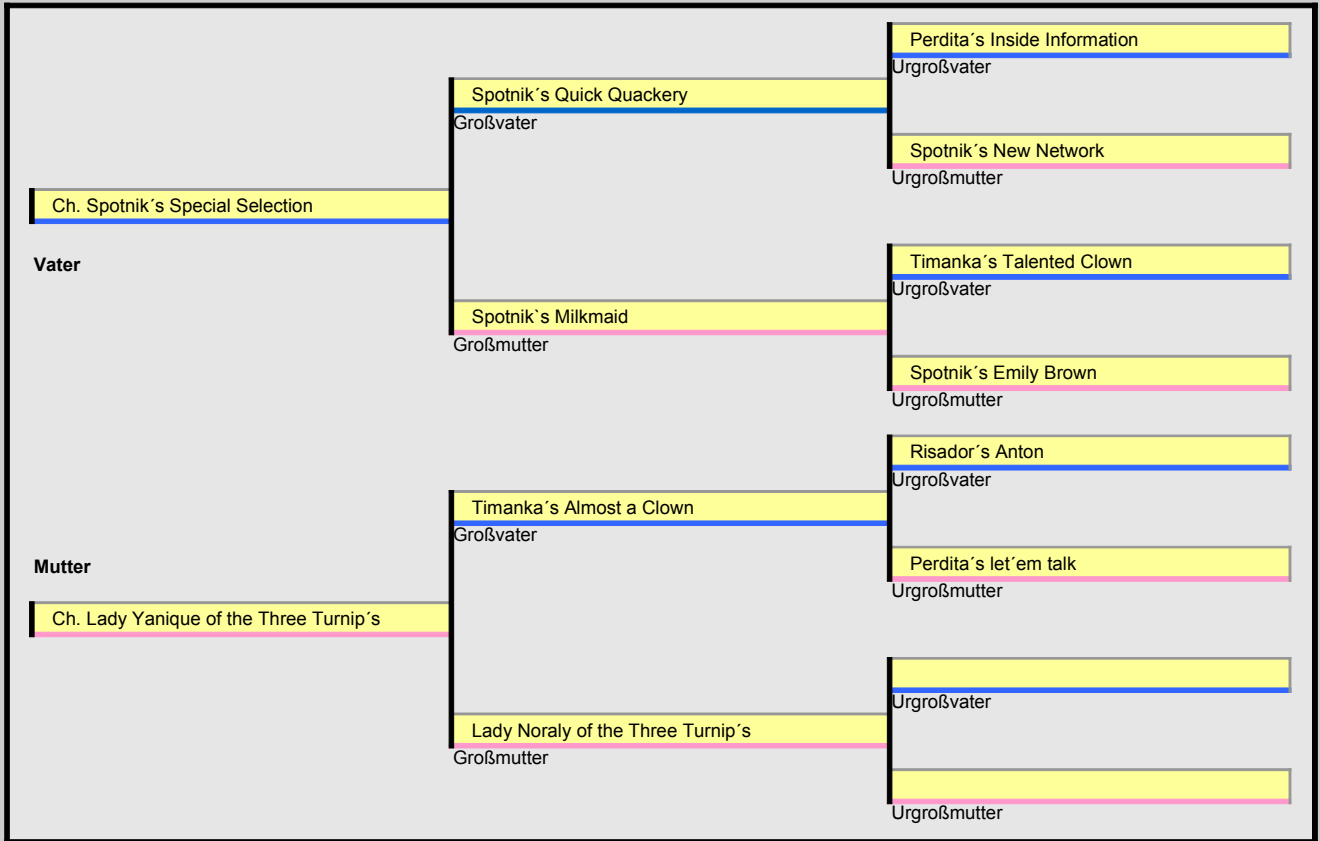 Perdita´s Inside Information
Urgroßvater
Spotnik´s Quick Quackery
Großvater
Spotnik´s New Network
Urgroßmutter
Ch. Spotnik´s Special Selection
Vater
Timanka´s Talented Clown
Urgroßvater
Spotnik`s Milkmaid
Großmutter
Spotnik´s Emily Brown
Urgroßmutter
Risador´s Anton
Urgroßvater
Timanka´s Almost a Clown
Großvater
Perdita´s let´em talk
Urgroßmutter
Mutter
Ch. Lady Yanique of the Three Turnip´s
Urgroßvater
Lady Noraly of the Three Turnip´s
Großmutter
Urgroßmutter